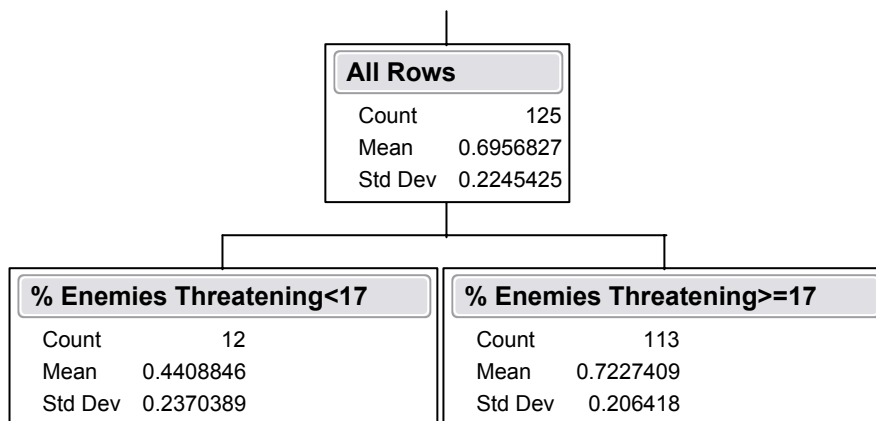 All Rows
Count 125
Mean 0.6956827
Std Dev 0.2245425
% Enemies Threatening<17
Count 12
Mean 0.4408846
Std Dev 0.2370389
% Enemies Threatening>=17
Count 113
Mean 0.7227409
Std Dev 0.206418